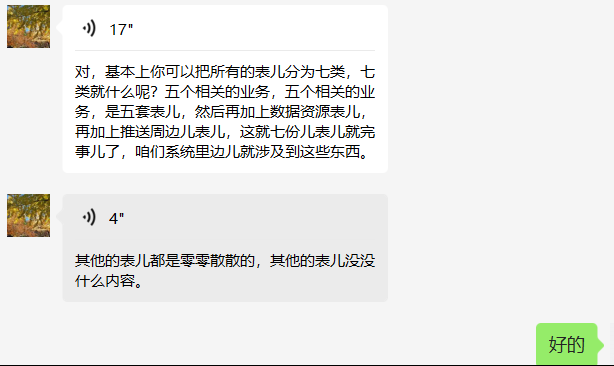 17"
对，基本上你可以把所有的表儿分为七类，七
类就什么呢？五个相关的业务，五个相关的业
务，是五套表儿，然后再加上数据资源表儿，
再加上推送周边儿表儿，这就七份儿表儿就完
事儿了，咱们系统里边儿就涉及到这些东西。
4"
其他的表儿都是零零散散的，其他的表儿没没
什么内容。
好的